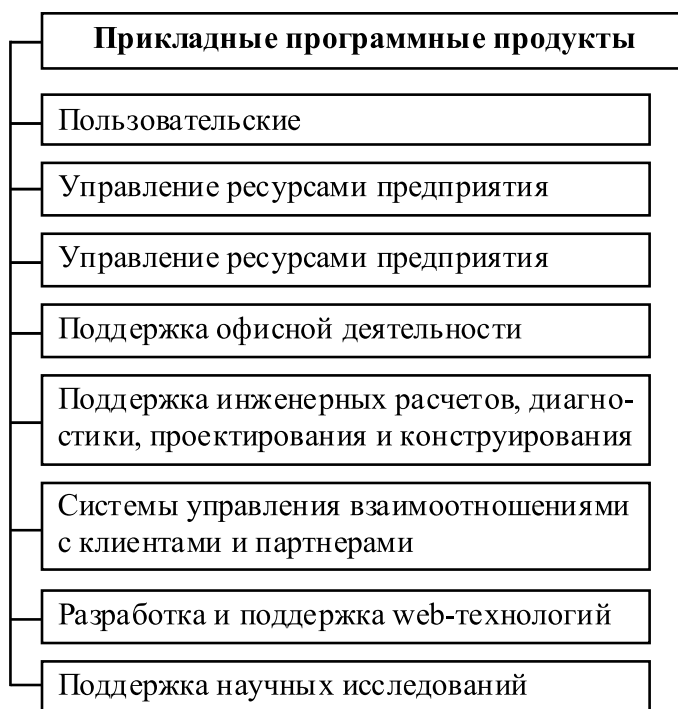 Прикладные программные продукты
Пользовательские
Управление ресурсами предприятия
Управление ресурсами предприятия
Поддержка офисной деятельности
Поддержка инженерных расчетов, диагно-
стики, проектирования и конструирования
Системы управления взаимоотношениями
с клиентами и партнерами
Разработка и поддержка web-технологий
Поддержка научных исследований